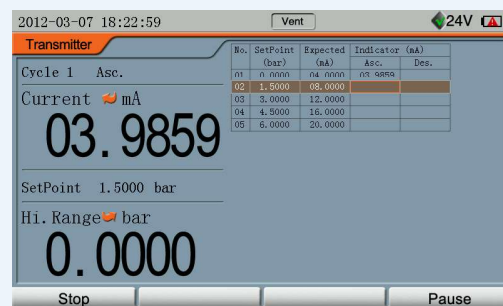 2012-03-07 18:22:59 Vent 24V
Transmitter
Cycle 1 Asc.
Current mA
03.9859
SetPoint 1.5000 bar
Hi.Range bar
0.0000
No. SetPoint Expected Indicator (mA)
(bar) (mA) Asc. Des.
01 0.0000 04.0000 03.9859
02 1.5000 08.0000
03 3.0000 12.0000
04 4.5000 16.0000
05 6.0000 20.0000
Stop Pause